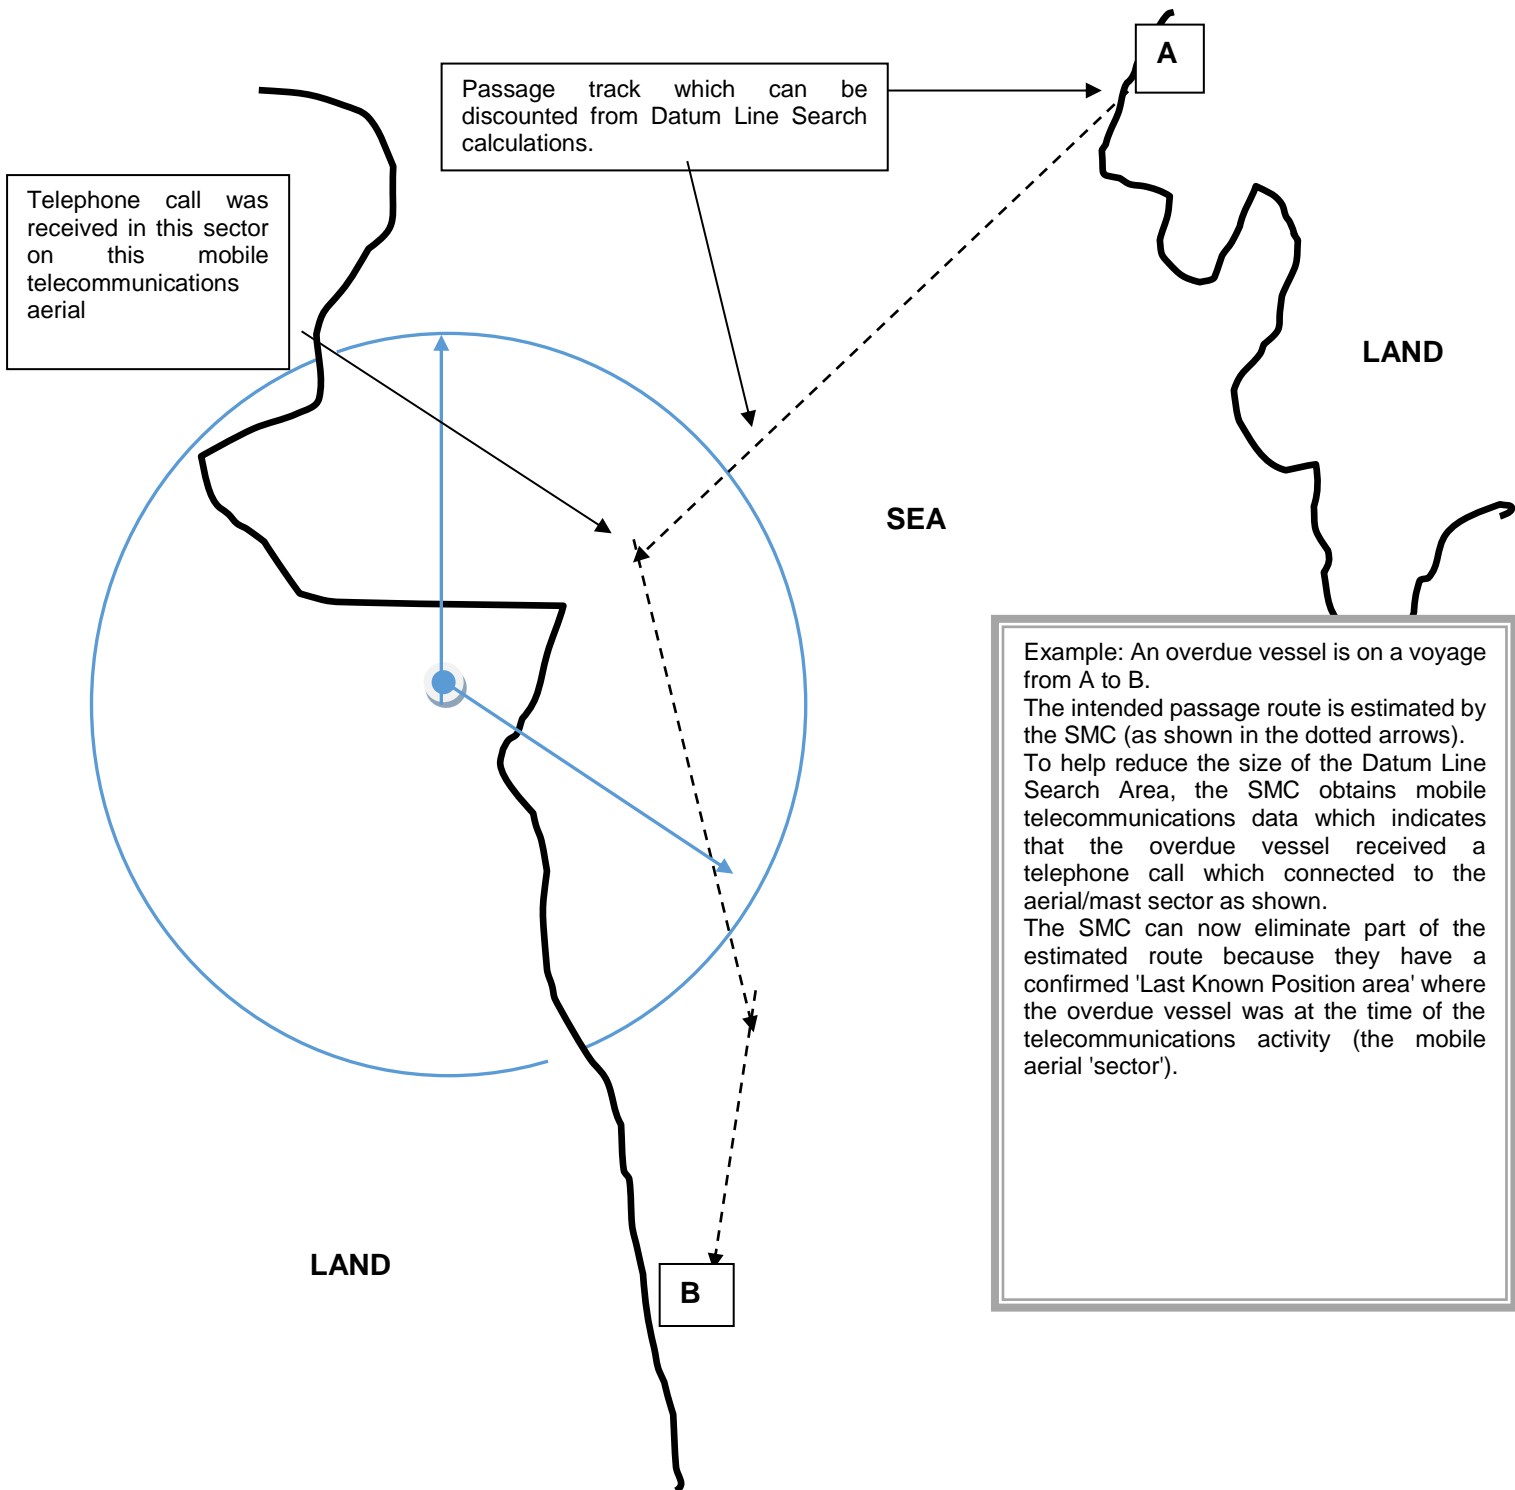 A
Passage track which can be
discounted from Datum Line Search
calculations.
Telephone call was
received in this sector
on this mobile
telecommunications
aerial
LAND
SEA
Example: An overdue vessel is on a voyage
from A to B.
The intended passage route is estimated by
the SMC (as shown in the dotted arrows).
To help reduce the size of the Datum Line
Search Area, the SMC obtains mobile
telecommunications data which indicates
that the overdue vessel received a
telephone call which connected to the
aerial/mast sector as shown.
The SMC can now eliminate part of the
estimated route because they have a
confirmed 'Last Known Position area' where
the overdue vessel was at the time of the
telecommunications activity (the mobile
aerial 'sector').
LAND
B